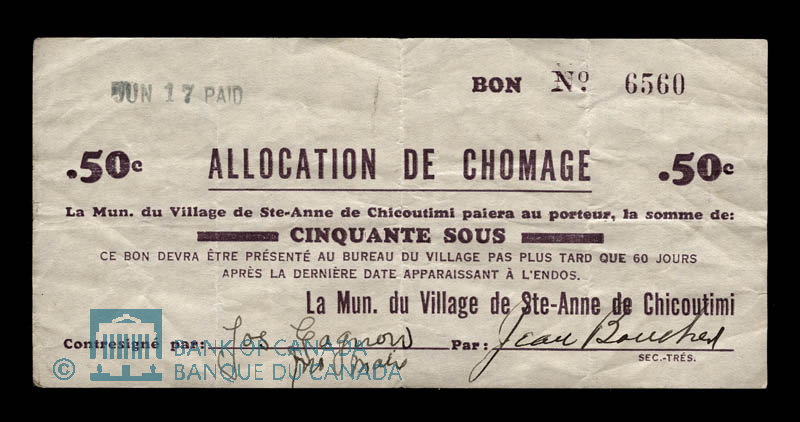 JUN 17 PAID
BON Nº 6560
.50c ALLOCATION DE CHOMAGE .50c
La Mun. du Village de Ste-Anne de Chicoutimi paiera au porteur, la somme de:
CINQUANTE SOUS
CE BON DEVRA ÊTRE PRÉSENTÉ AU BUREAU DU VILLAGE PAS PLUS TARD QUE 60 JOURS
APRÈS LA DERNIÈRE DATE APPARAISSANT À L'ENDOS.
La Mun. du Village de Ste-Anne de Chicoutimi
Contresigné par: Jos Gagnon Par: Jean Boucher
pro maire SEC.-TRÉS.
BANK OF CANADA
© BANQUE DU CANADA